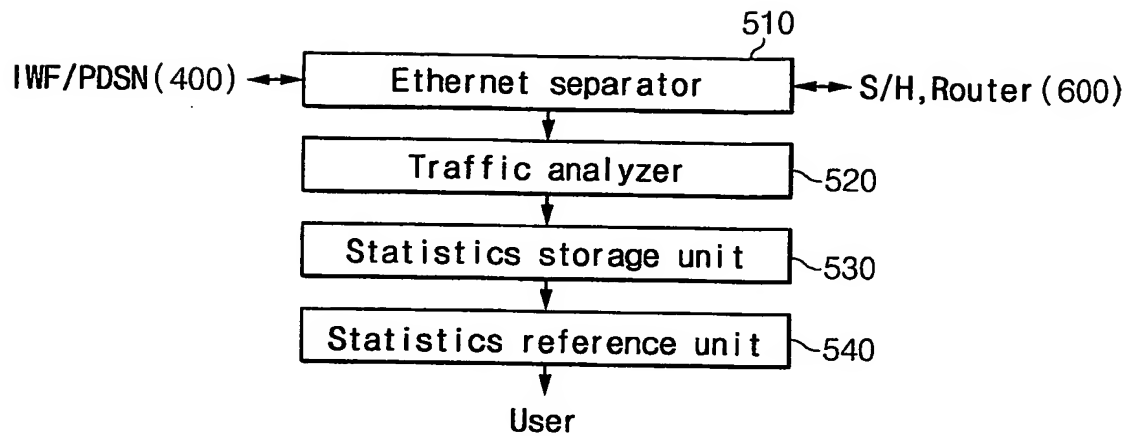 510
IWF/PDSN(400) Ethernet separator S/H,Router(600)
Traffic analyzer 520
Statistics storage unit 530
Statistics reference unit 540
User